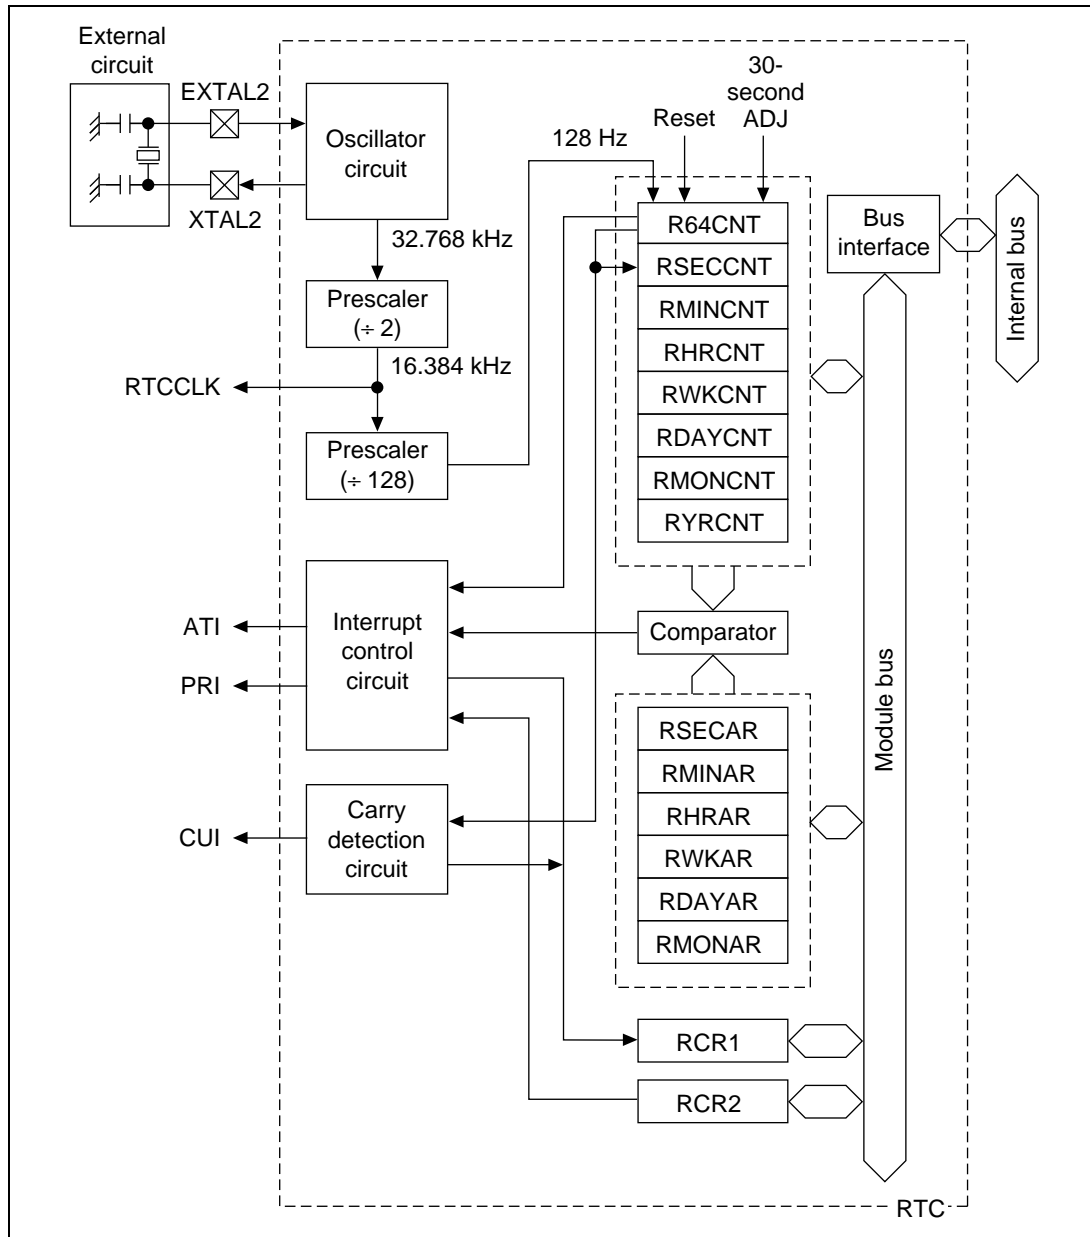 External
circuit
EXTAL2
XTAL2
Oscillator
circuit
32.768 kHz
Prescaler
(÷ 2)
16.384 kHz
RTCCLK
Prescaler
(÷ 128)
128 Hz
Reset
30-
second
ADJ
R64CNT
RSECCNT
RMINCNT
RHRCNT
RWKCNT
RDAYCNT
RMONCNT
RYRCNT
Bus
interface
Internal bus
Module bus
ATI
PRI
Interrupt
control
circuit
Comparator
CUI
Carry
detection
circuit
RSECAR
RMINAR
RHRAR
RWKAR
RDAYAR
RMONAR
RCR1
RCR2
RTC